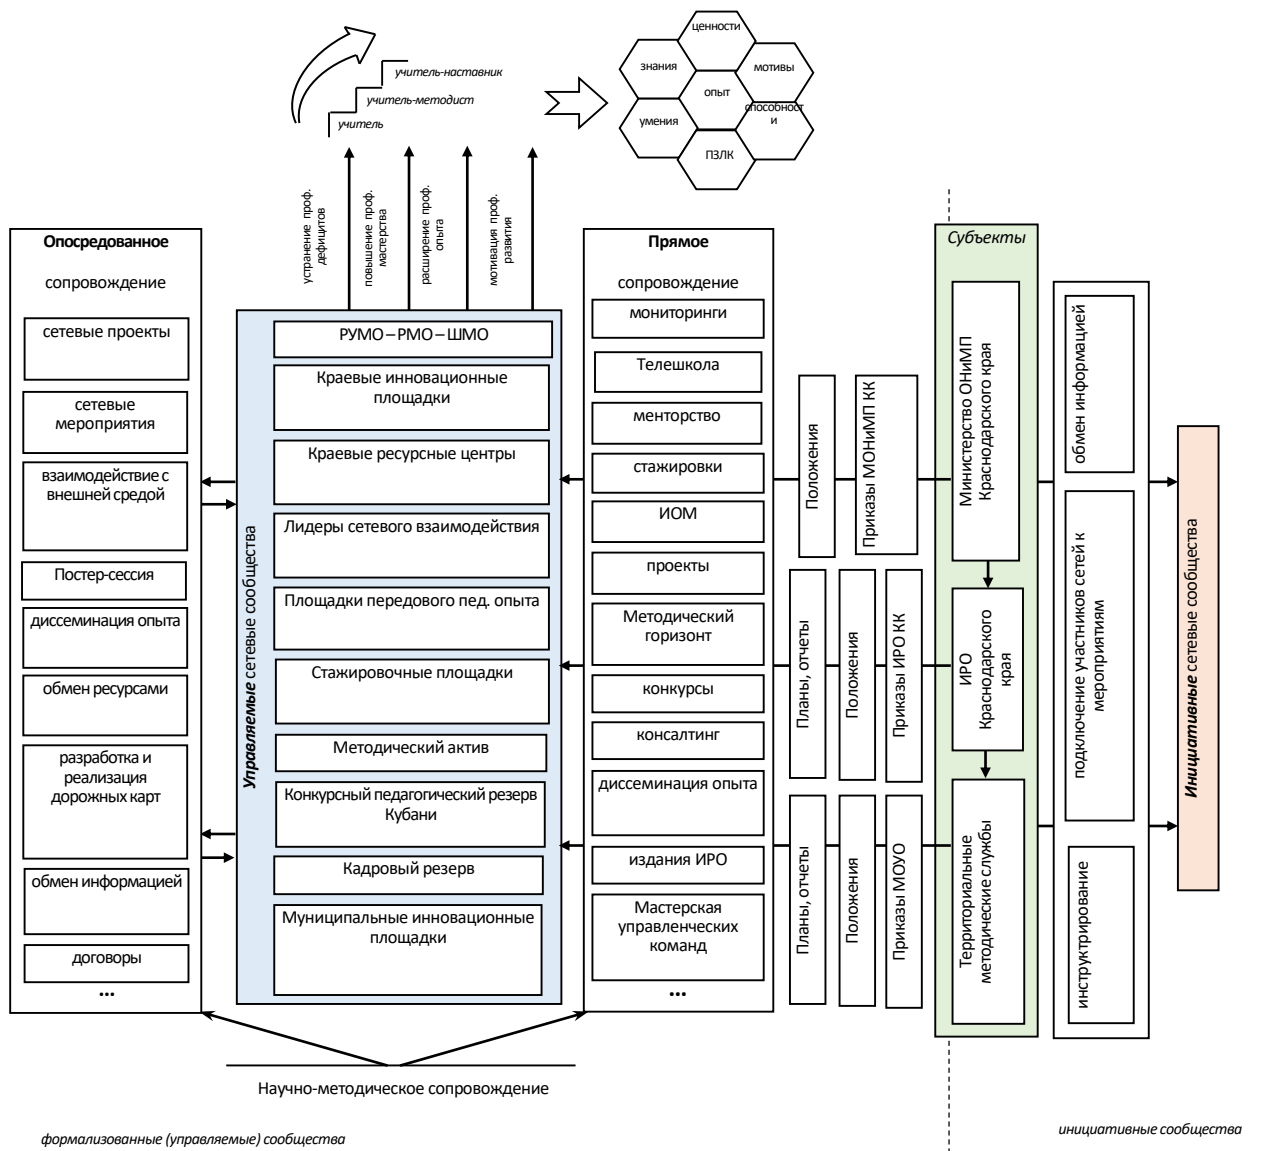 ценности
знания
мотивы
опыт
способност
и
умения
ПЗЛК
учитель-наставник
учитель-методист
учитель
устранение проф.
дефицитов
повышение проф.
мастерства
расширение проф.
опыта
мотивация проф.
развития
Опосредованное
сопровождение
сетевые проекты
сетевые
мероприятия
взаимодействие с
внешней средой
Постер-сессия
диссеминация опыта
обмен ресурсами
разработка и
реализация
дорожных карт
обмен информацией
договоры
...
Управляемые сетевые сообщества
РУМО – РМО – ШМО
Краевые инновационные
площадки
Краевые ресурсные центры
Лидеры сетевого взаимодействия
Площадки передового пед. опыта
Стажировочные площадки
Методический актив
Конкурсный педагогический резерв
Кубани
Кадровый резерв
Муниципальные инновационные
площадки
Прямое
сопровождение
мониторинги
Телешкола
менторство
стажировки
ИОМ
проекты
Методический
горизонт
конкурсы
консалтинг
диссеминация опыта
издания ИРО
Мастерская
управленческих
команд
...
Положения
Приказы МОНиМП КК
Планы, отчеты
Положения
Приказы ИРО КК
Планы, отчеты
Положения
Приказы МОУО
Субъекты
Министерство ОНиМП
Краснодарского края
ИРО
Краснодарского
края
Территориальные
методические службы
обмен информацией
подключение участников сетей к
мероприятиям
инструктрирование
Инициативные сетевые сообщества
Научно-методическое сопровождение
формализованные (управляемые) сообщества
инициативные сообщества